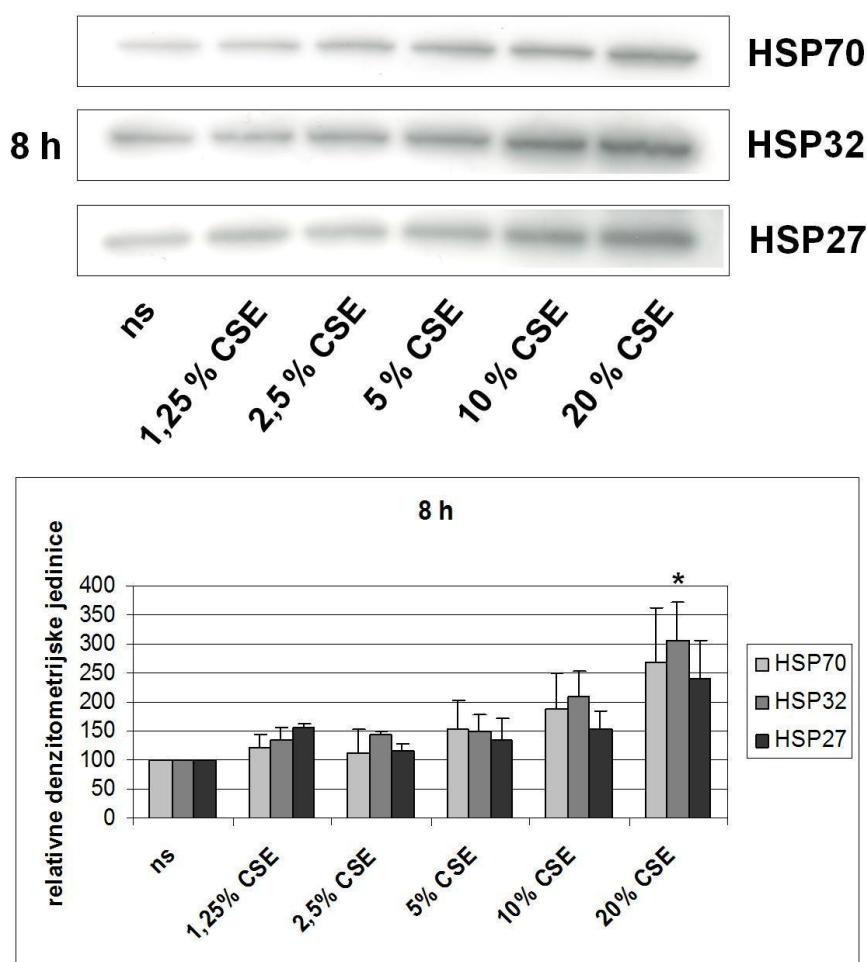 HSP70
8 h
HSP32
HSP27
ns
1,25 % CSE
2,5 % CSE
5 % CSE
10 % CSE
20 % CSE
8 h
relativne denzitometrijske jedinice
400
350
300
250
200
150
100
50
0
*
ns
1,25% CSE
2,5% CSE
5% CSE
10% CSE
20% CSE
HSP70
HSP32
HSP27